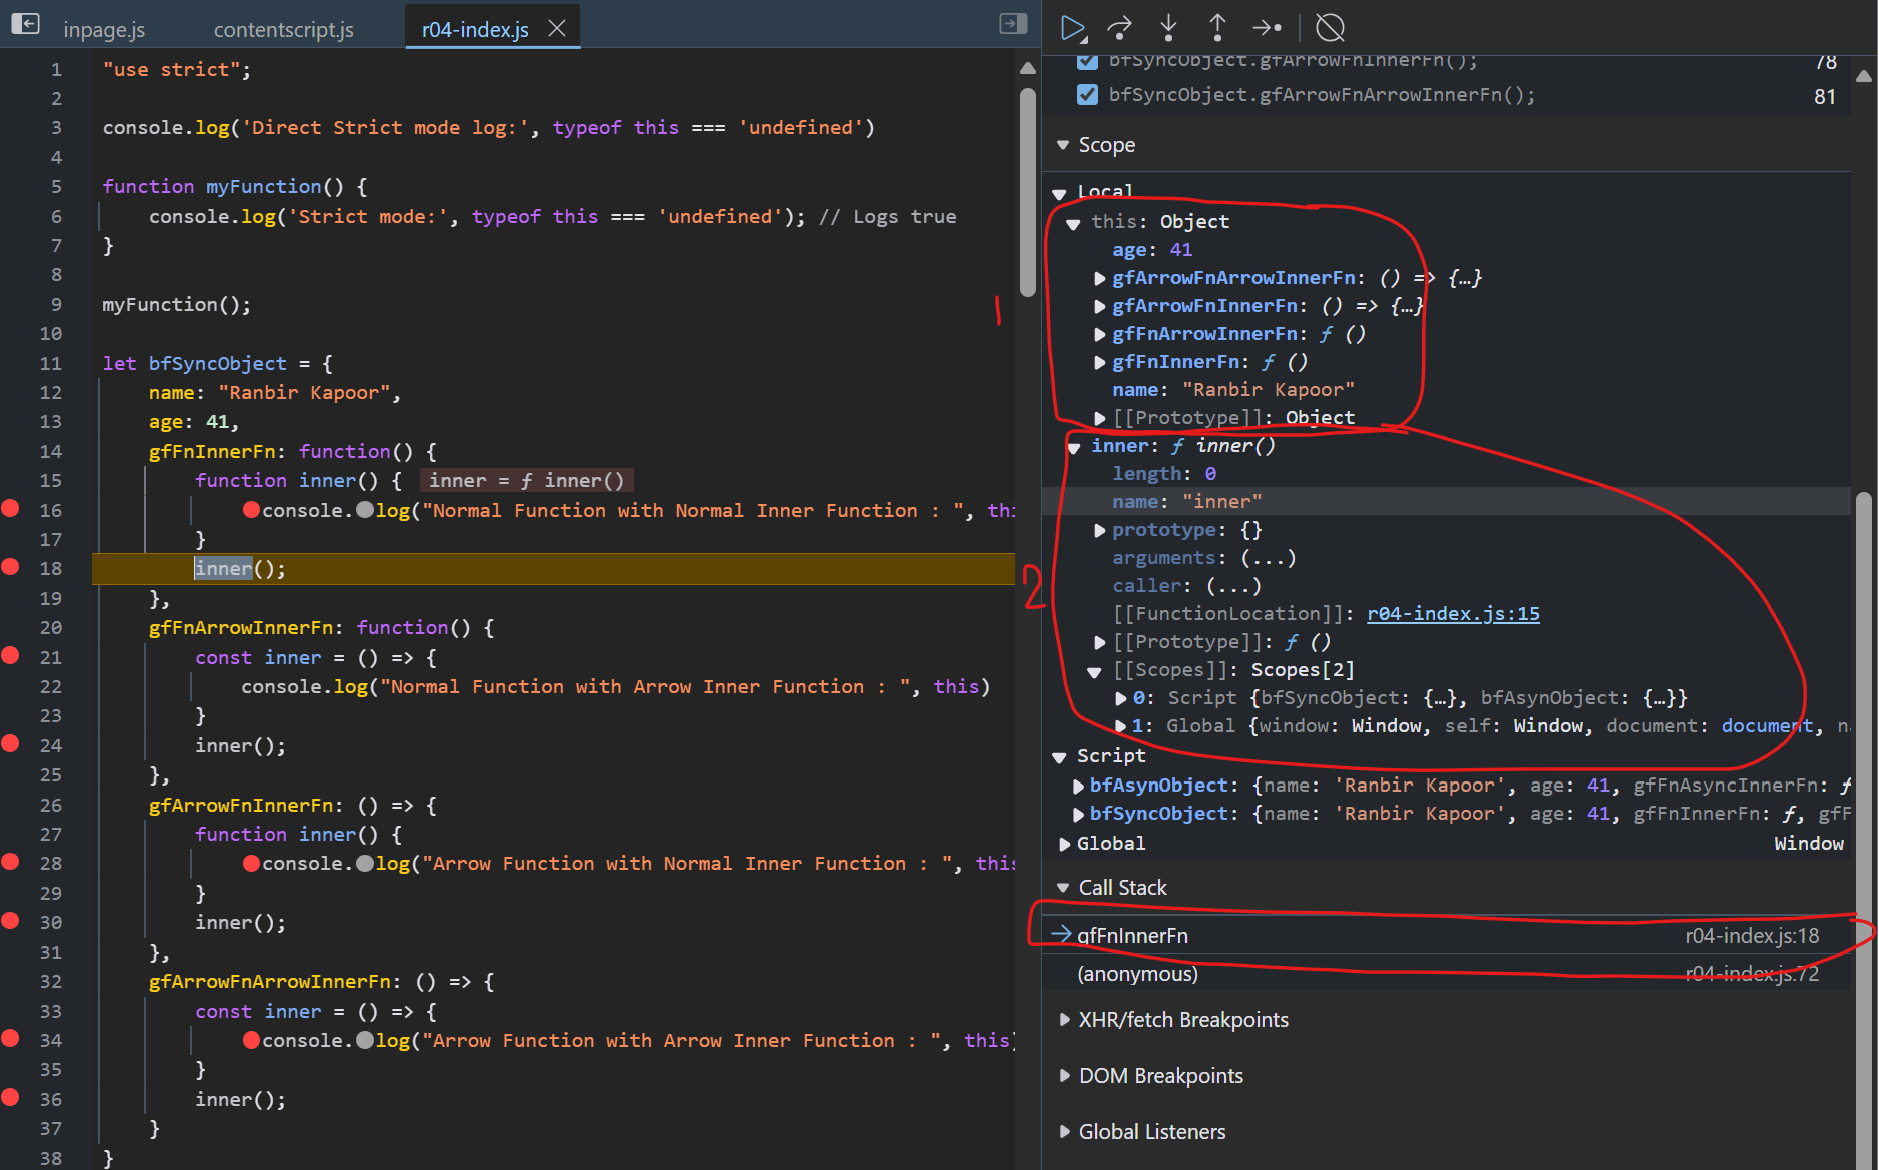 inpage.js contentscript.js r04-index.js
1 "use strict";
2
3 console.log('Direct Strict mode log:', typeof this === 'undefined')
4
5 function myFunction() {
6 console.log('Strict mode:', typeof this === 'undefined'); // Logs true
7 }
8
9 myFunction();
10
11 let bfSyncObject = {
12 name: "Ranbir Kapoor",
13 age: 41,
14 gfFnInnerFn: function() {
15 function inner() { inner = ƒ inner()
16 console.log("Normal Function with Normal Inner Function : ", thi
17 }
18 inner();
19 },
20 gfFnArrowInnerFn: function() {
21 const inner = () => {
22 console.log("Normal Function with Arrow Inner Function : ", this)
23 }
24 inner();
25 },
26 gfArrowFnInnerFn: () => {
27 function inner() {
28 console.log("Arrow Function with Normal Inner Function : ", this
29 }
30 inner();
31 },
32 gfArrowFnArrowInnerFn: () => {
33 const inner = () => {
34 console.log("Arrow Function with Arrow Inner Function : ", this)
35 }
36 inner();
37 }
38 }
1
2
bfSyncObject.gfArrowFnInnerFn(); 78
bfSyncObject.gfArrowFnArrowInnerFn(); 81
Scope
Local
this: Object
age: 41
gfArrowFnArrowInnerFn: () => {…}
gfArrowFnInnerFn: () => {…}
gfFnArrowInnerFn: ƒ ()
gfFnInnerFn: ƒ ()
name: "Ranbir Kapoor"
[[Prototype]]: Object
inner: ƒ inner()
length: 0
name: "inner"
prototype: {}
arguments: (...)
caller: (...)
[[FunctionLocation]]: r04-index.js:15
[[Prototype]]: ƒ ()
[[Scopes]]: Scopes[2]
0: Script {bfSyncObject: {…}, bfAsynObject: {…}}
1: Global {window: Window, self: Window, document: document, na
Script
bfAsynObject: {name: 'Ranbir Kapoor', age: 41, gfFnAsyncInnerFn: ƒ
bfSyncObject: {name: 'Ranbir Kapoor', age: 41, gfFnInnerFn: ƒ, gfF
Global Window
Call Stack
gfFnInnerFn r04-index.js:18
(anonymous) r04-index.js:72
XHR/fetch Breakpoints
DOM Breakpoints
Global Listeners